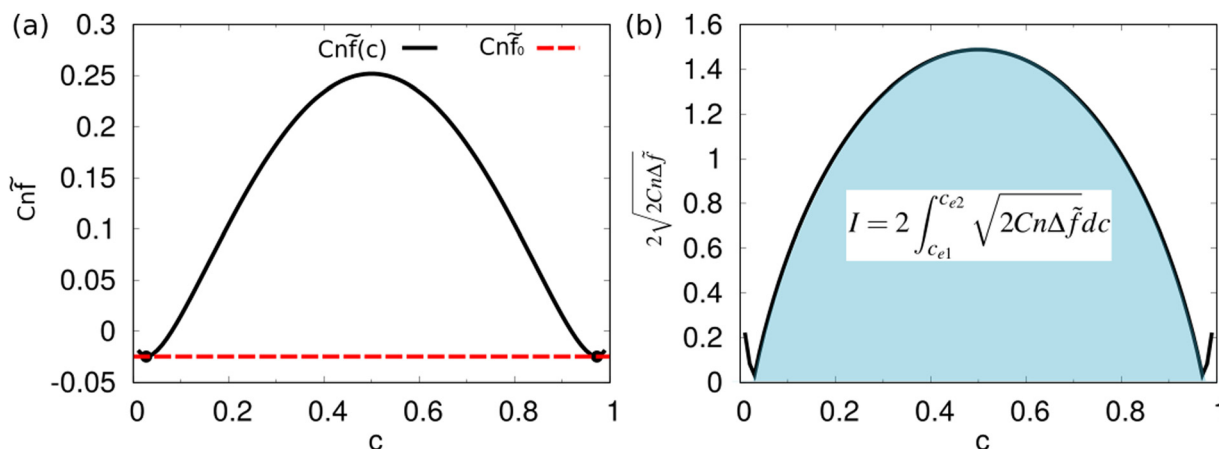 (a)
0.3
0.25
0.2
0.15
0.1
0.05
0
-0.05
Cnf̃
Cnf̃(c)
Cnf̃₀
0 0.2 0.4 0.6 0.8 1
c
(b)
1.6
1.4
1.2
1
0.8
0.6
0.4
0.2
0
2√2CnΔf̃
I = 2 ∫_{c_{e1}}^{c_{e2}} √2CnΔf̃ dc
0 0.2 0.4 0.6 0.8 1
c